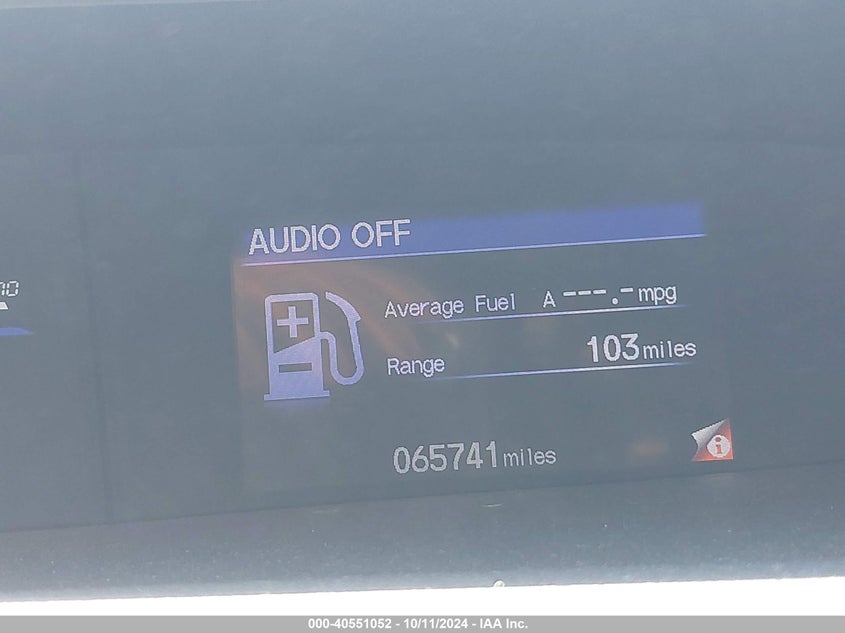 AUDIO OFF
Average Fuel A ---.- mpg
Range 103 miles
065741 miles
i
000-40551052 - 10/11/2024 - IAA Inc.